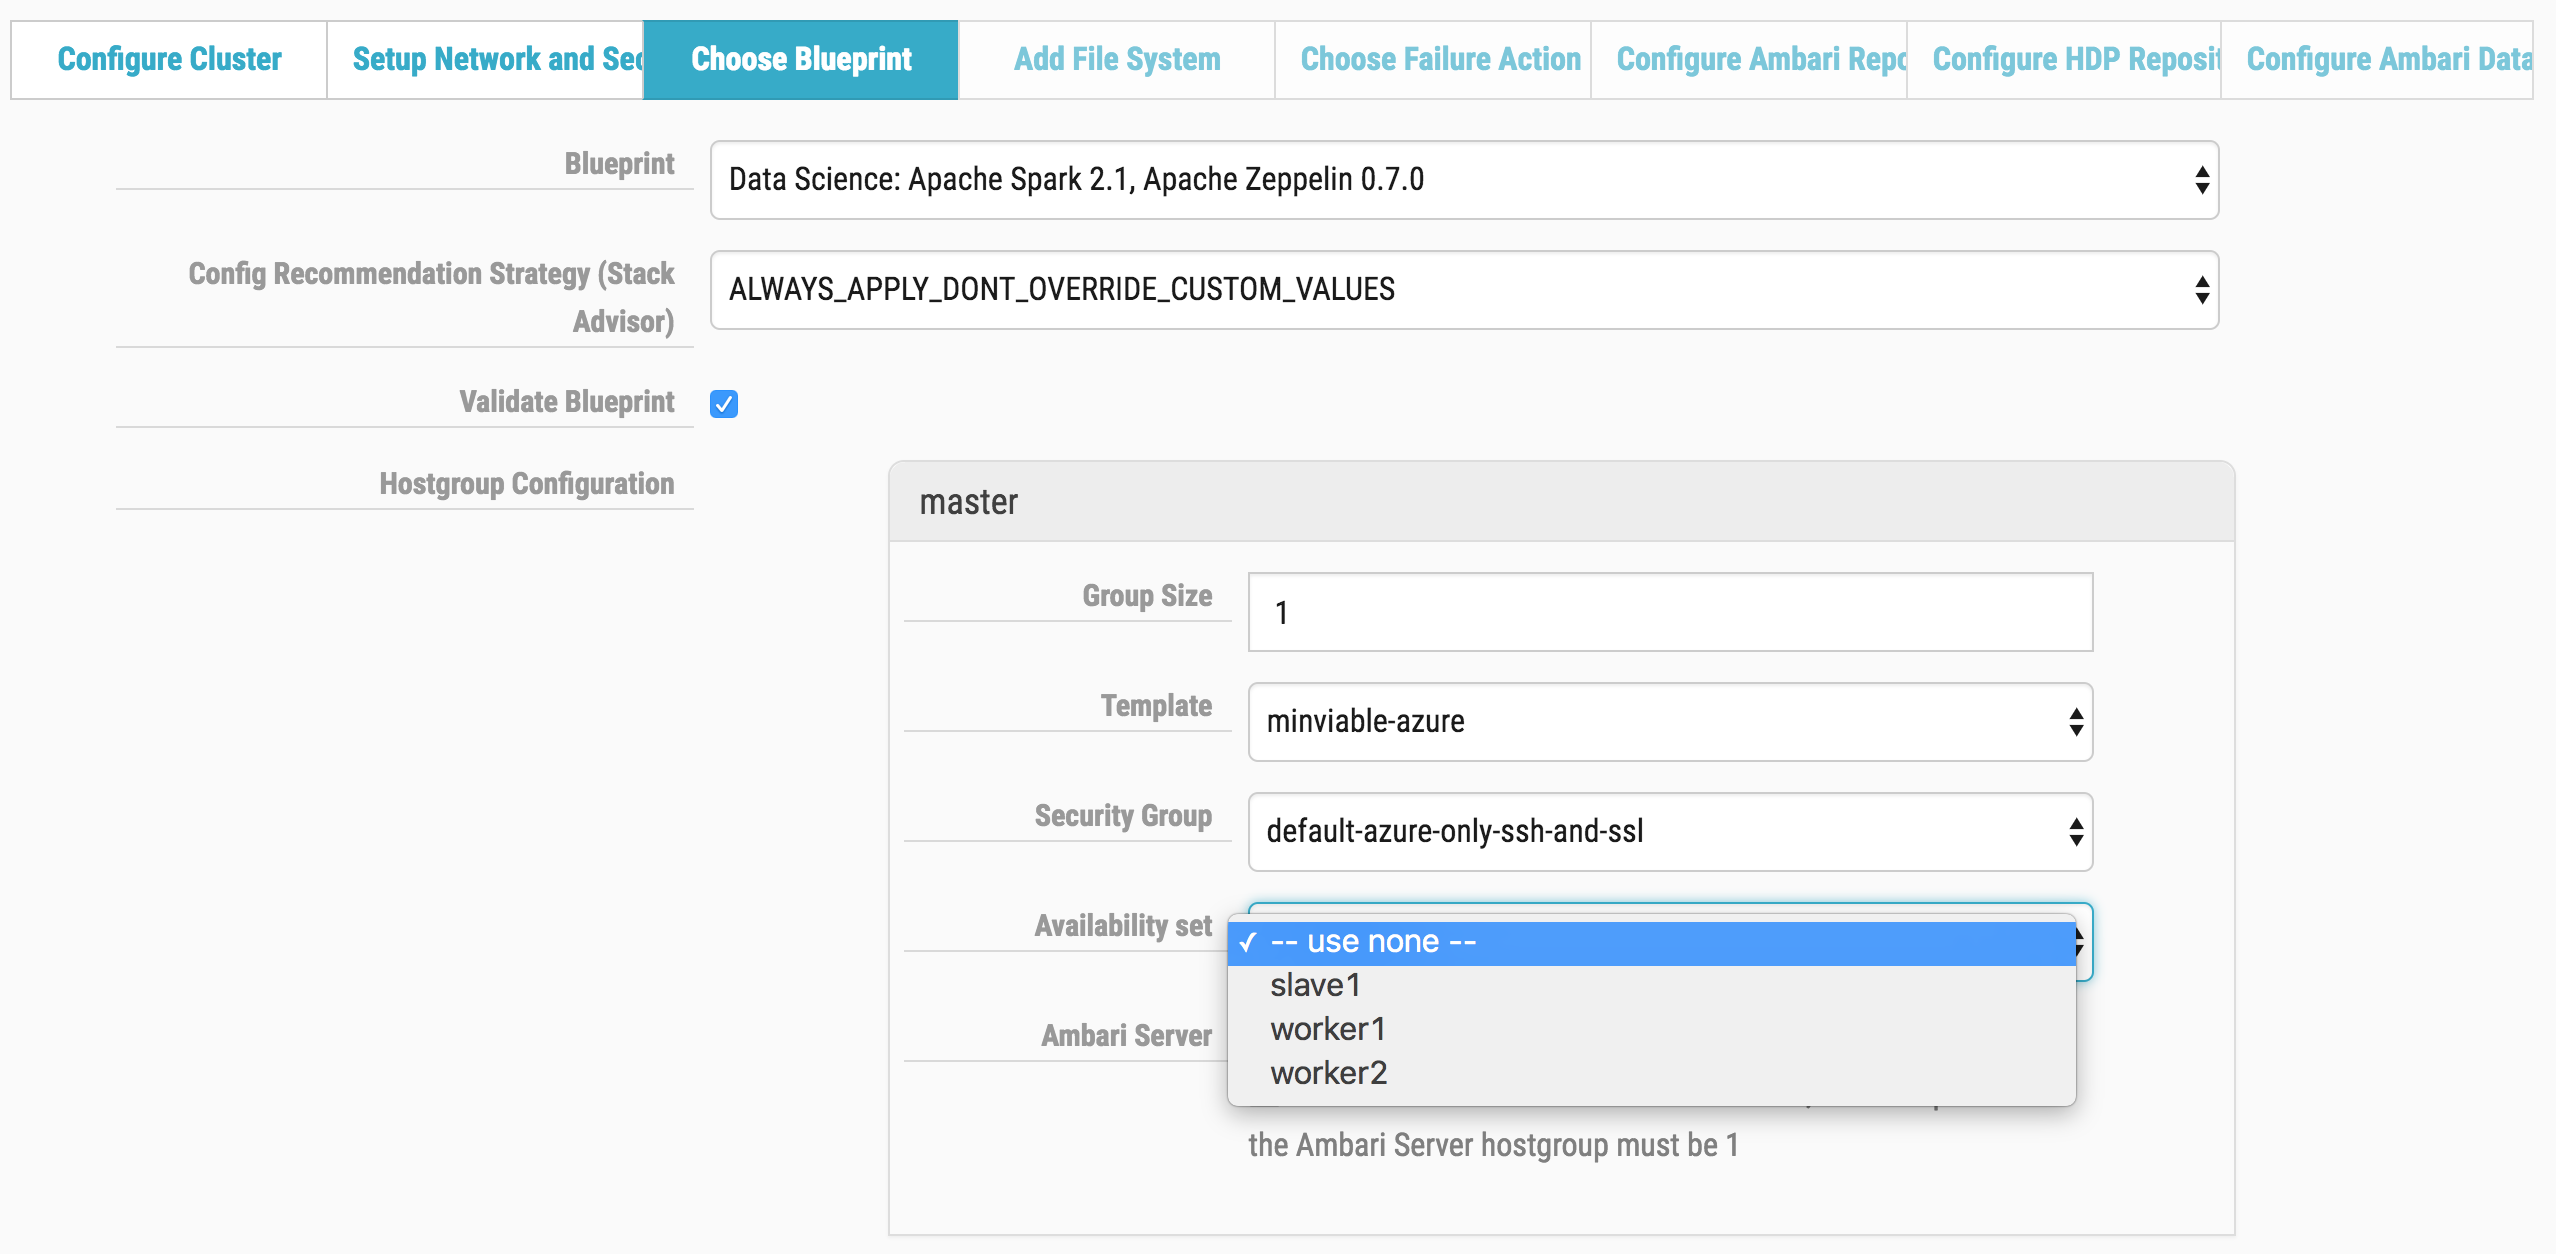 Configure Cluster
Setup Network and Sec
Choose Blueprint
Add File System
Choose Failure Action
Configure Ambari Repo
Configure HDP Reposit
Configure Ambari Data
Blueprint
Data Science: Apache Spark 2.1, Apache Zeppelin 0.7.0
Config Recommendation Strategy (Stack
Advisor)
ALWAYS_APPLY_DONT_OVERRIDE_CUSTOM_VALUES
Validate Blueprint
Hostgroup Configuration
master
Group Size
1
Template
minviable-azure
Security Group
default-azure-only-ssh-and-ssl
Availability set
-- use none --
slave1
worker1
worker2
Ambari Server
the Ambari Server hostgroup must be 1